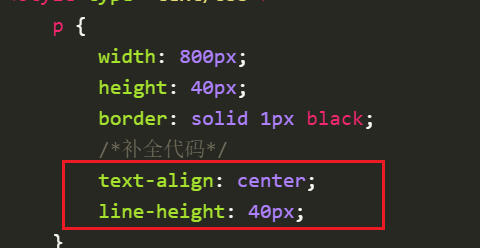 p {
width: 800px;
height: 40px;
border: solid 1px black;
/*补全代码*/
text-align: center;
line-height: 40px;
}